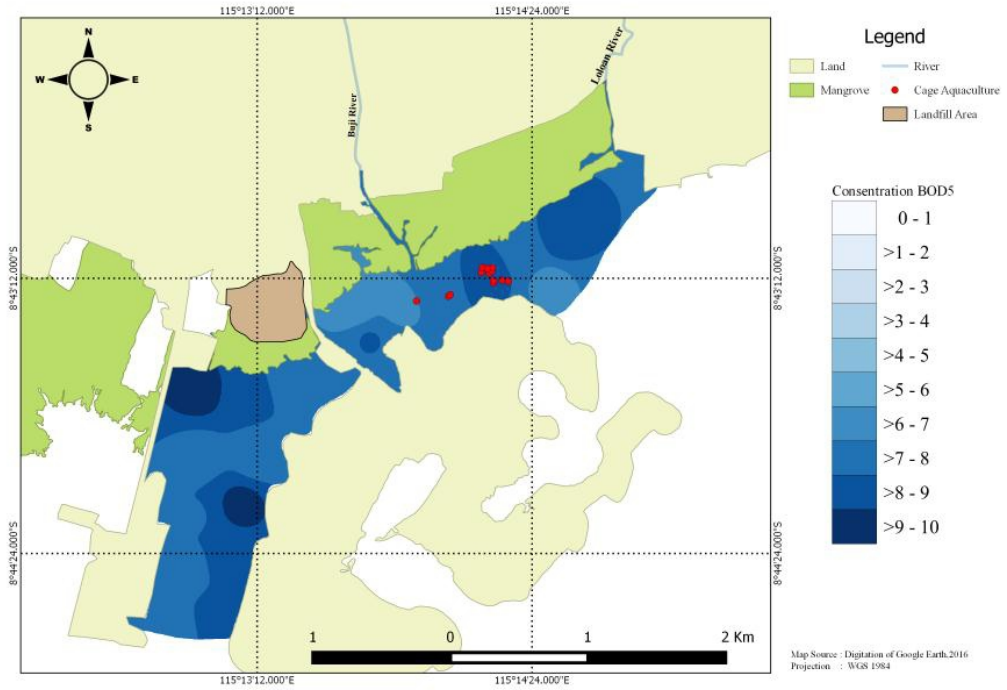 115°13'12.000"E
115°14'24.000"E
N
W
E
S
Buji River
Loloan River
8°43'12.000"S
8°43'12.000"S
8°44'24.000"S
8°44'24.000"S
1
0
1
2 Km
115°13'12.000"E
115°14'24.000"E
Legend
Land
River
Mangrove
Cage Aquaculture
Landfill Area
Consentration BOD5
0 - 1
>1 - 2
>2 - 3
>3 - 4
>4 - 5
>5 - 6
>6 - 7
>7 - 8
>8 - 9
>9 - 10
Map Source : Digitation of Google Earth,2016
Projection : WGS 1984